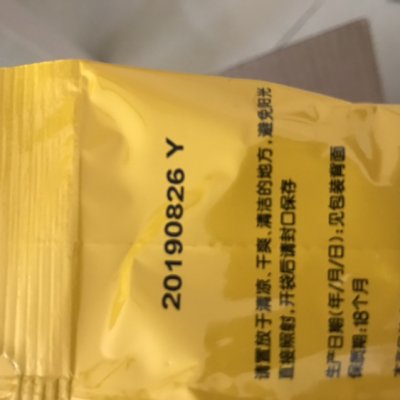 20190826 Y
请置放于清凉、干爽、清洁的地方，避免阳光
直接照射，开袋后请封口保存
生产日期(年/月/日)：见包装背面
保质期：18个月